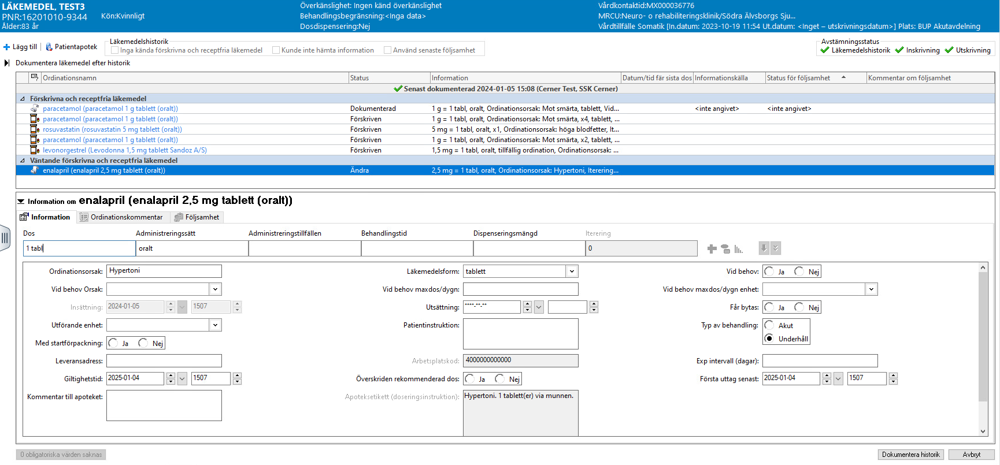 LÄKEMEDEL, TEST3
PNR:16201010-9344
Kön:Kvinnligt
Ålder:83 år
Överkänslighet: Ingen känd överkänslighet
Behandlingsbegränsning:<Inga data>
Dosdispensering:Nej
Vårdkontaktid:MX000036776
MRCU:Neuro- o rehabiliteringsklinik/Södra Älvsborgs Sju...
Vårdtillfälle Somatik [In.datum: 2023-10-19 11:54 Ut.datum: <Inget – utskrivningsdatum>] Plats: BUP Akutavdelning
Lägg till
Patientapotek
Läkemedelshistorik
Inga kända förskrivna och receptfria läkemedel
Kunde inte hämta information
Använd senaste följsamhet
Avstämningsstatus
Läkemedelshistorik Inskrivning Utskrivning
Dokumentera läkemedel efter historik
Ordinationsnamn Status Information Datum/tid för sista dos Informationskälla Status för följsamhet Kommentar om följsamhet
Senast dokumenterad 2024-01-05 15:08 (Cerner Test, SSK Cerner)
Förskrivna och receptfria läkemedel
paracetamol (paracetamol 1 g tablett (oralt)) Dokumenterad 1 g = 1 tabl, oralt, Ordinationsorsak: Mot smärta, tablett, Vid... <inte angivet> <inte angivet>
paracetamol (paracetamol 1 g tablett (oralt)) Förskriven 1 g = 1 tabl, oralt, Ordinationsorsak: Mot smärta, x4, tablett, ...
rosuvastatin (rosuvastatin 5 mg tablett (oralt)) Förskriven 5 mg = 1 tabl, oralt, x1, Ordinationsorsak: höga blodfetter, It...
paracetamol (paracetamol 1 g tablett (oralt)) Förskriven 1 g = 1 tabl, oralt, Ordinationsorsak: Mot smärta, x2, tablett, ...
levonorgestrel (Levodonna 1,5 mg tablett Sandoz A/S) Förskriven 1,5 mg = 1 tabl, oralt, tillfällig ordination, Ordinationsorsak: ...
Väntande förskrivna och receptfria läkemedel
enalapril (enalapril 2,5 mg tablett (oralt)) Ändra 2,5 mg = 1 tabl, oralt, Ordinationsorsak: Hypertoni, Iterering...
Information om enalapril (enalapril 2,5 mg tablett (oralt))
Information Ordinationskommentar Följsamhet
Dos Administreringssätt Administreringstillfällen Behandlingstid Dispenseringsmängd Iterering
1 tabl oralt 0
Ordinationsorsak: Hypertoni Läkemedelsform: tablett Vid behov: Ja Nej
Vid behov Orsak: Vid behov maxdos/dygn: Vid behov maxdos/dygn enhet:
Insättning: 2024-01-05 1507 Utsättning: ****-**-** Får bytas: Ja Nej
Utförande enhet: Patientinstruktion: Typ av behandling: Akut
Underhåll
Med startförpackning: Ja Nej
Leveransadress: Arbetsplatskod: 4000000000000 Exp intervall (dagar):
Giltighetstid: 2025-01-04 1507 Överskriden rekommenderad dos: Ja Nej Första uttag senast: 2025-01-04 1507
Kommentar till apoteket: Apoteksetikett (doseringsinstruktion): Hypertoni. 1 tablett(er) via munnen.
0 obligatoriska värden saknas
Dokumentera historik Avbryt